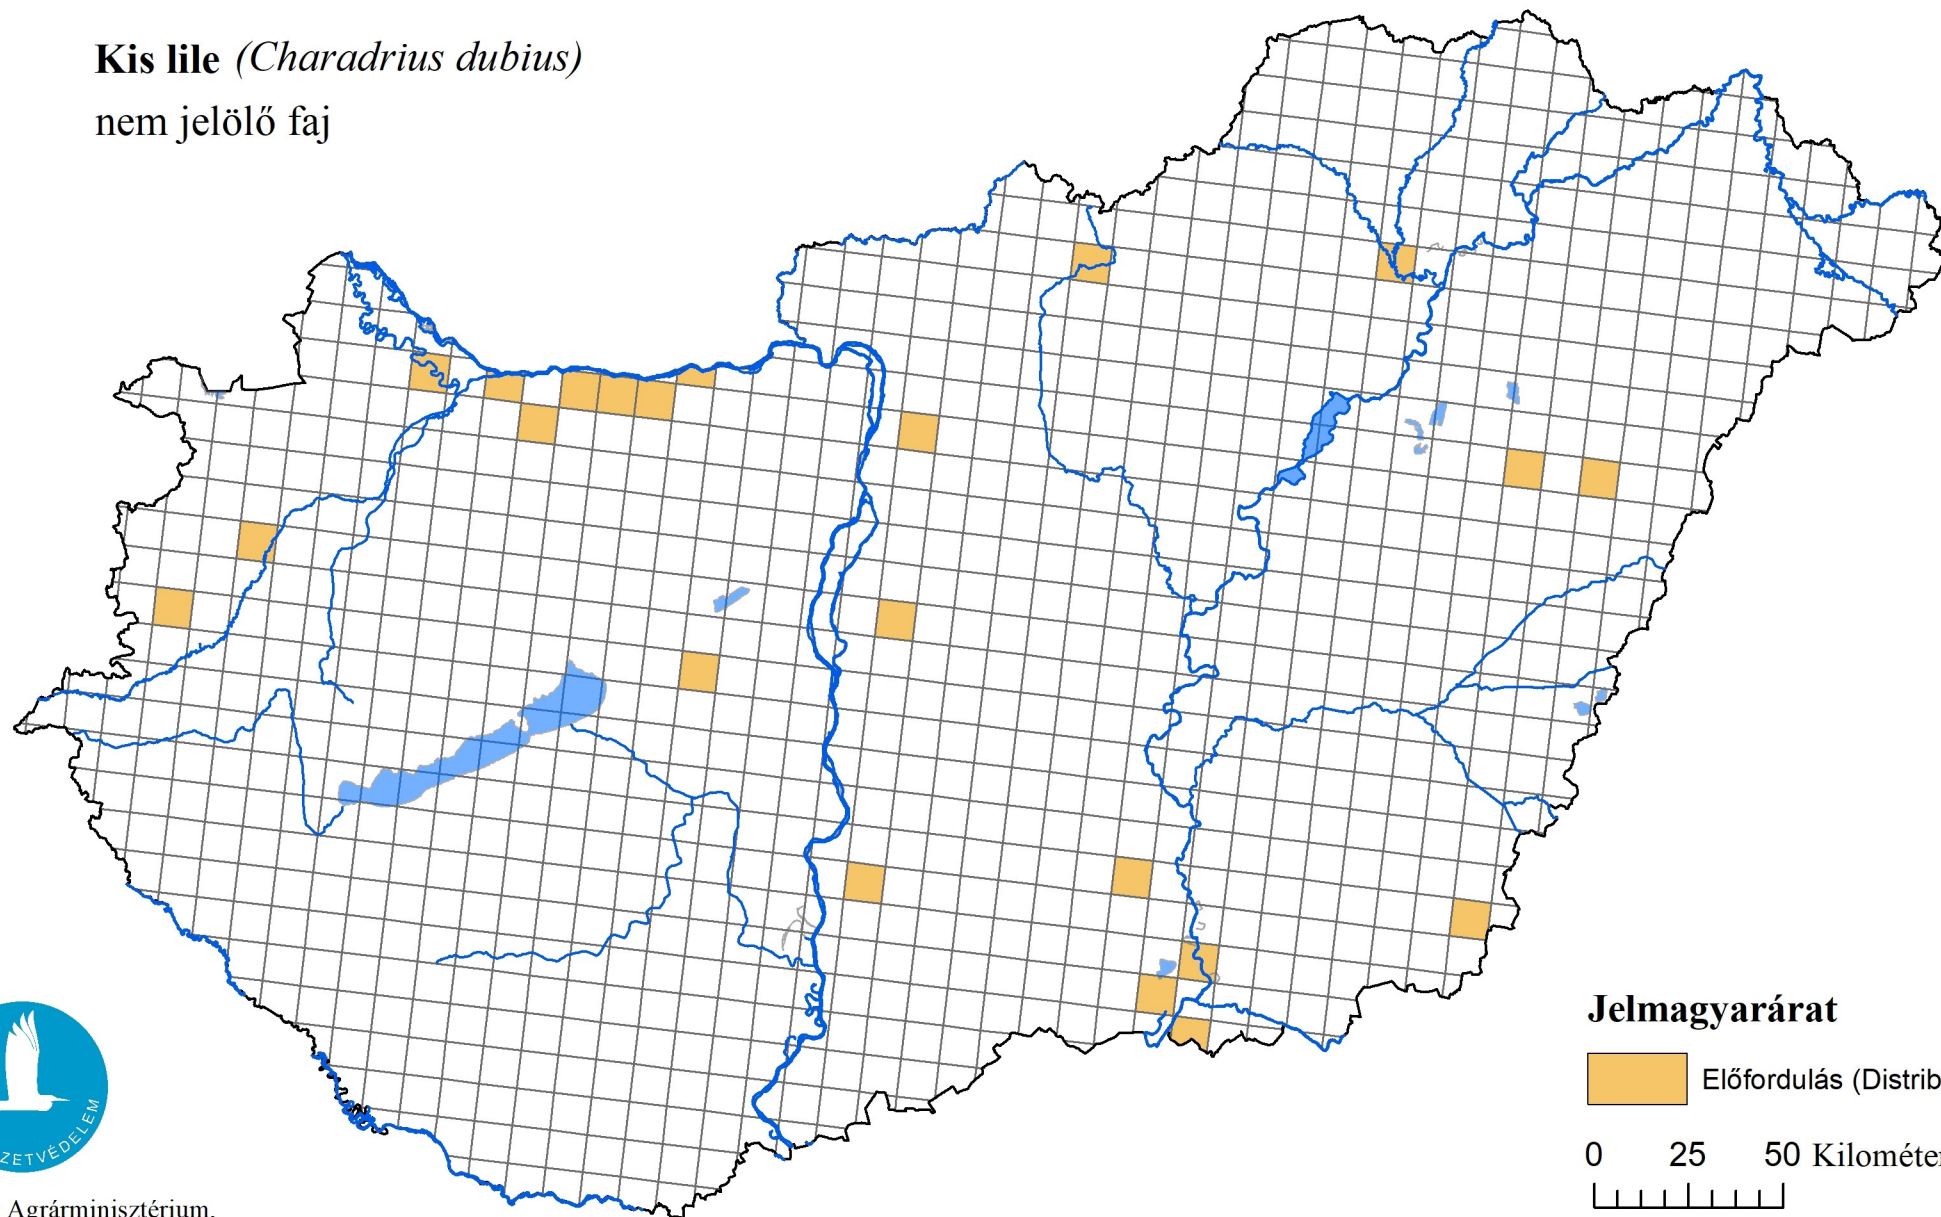 Kis lile (Charadrius dubius)
nem jelölő faj
Jelmagyarárat
Előfordulás (Distrib
0 25 50 Kilométer
ZETVÉDELEM
Agrárminisztérium,